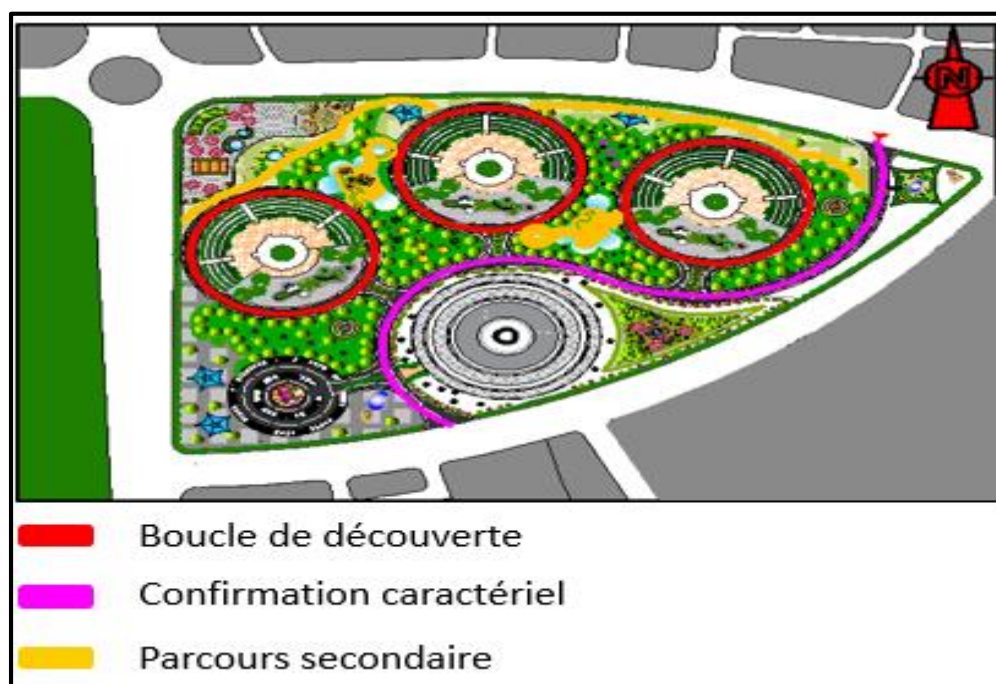 N
Boucle de découverte
Confirmation caractériel
Parcours secondaire